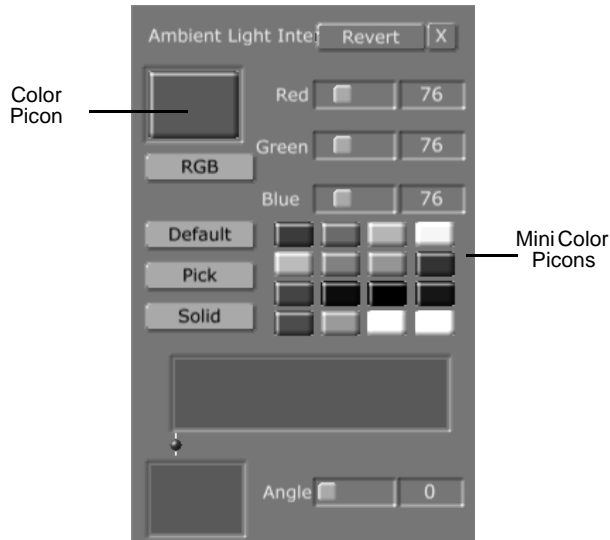 Ambient Light Inte
Revert
X
Color
Picon
Red
76
Green
76
RGB
Blue
76
Default
Mini Color
Picons
Pick
Solid
Angle
0